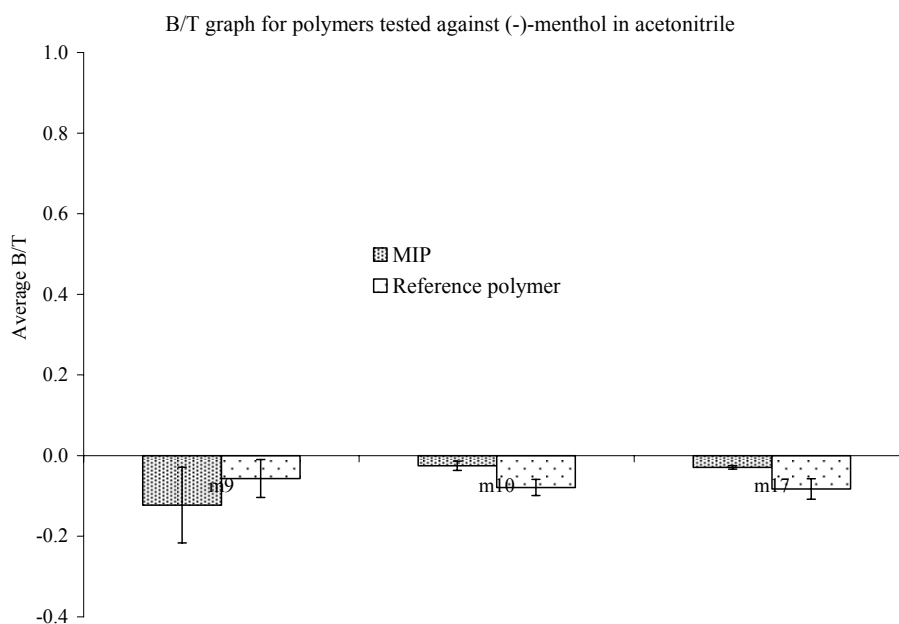 B/T graph for polymers tested against (-)-menthol in acetonitrile
1.0
0.8
0.6
0.4
0.2
0.0
-0.2
-0.4
Average B/T
MIP
Reference polymer
m9
m10
m17